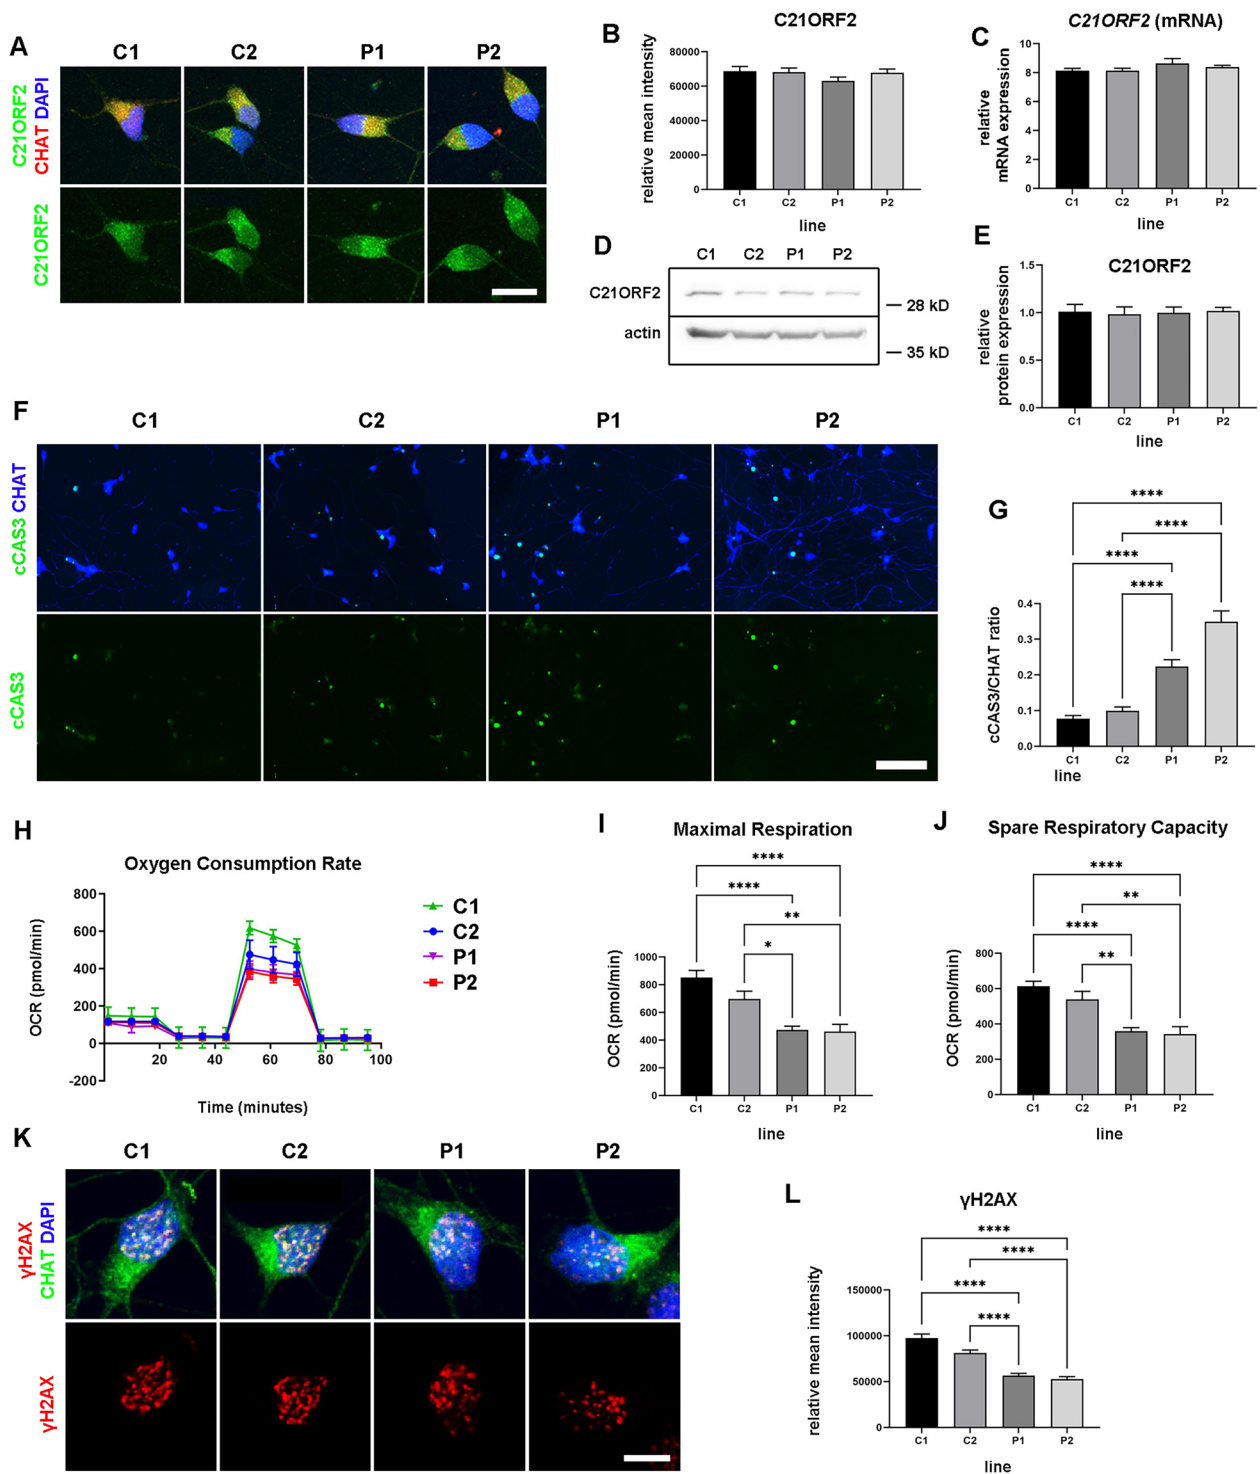 A
C1 C2 P1 P2
C21ORF2
CHAT DAPI
C21ORF2
B
C21ORF2
relative mean intensity
80000
60000
40000
20000
0
C1 C2 P1 P2
line
C
C21ORF2 (mRNA)
relative
mRNA expression
10
8
6
4
2
0
C1 C2 P1 P2
line
D
C1 C2 P1 P2
C21ORF2
28 kD
actin
35 kD
E
C21ORF2
relative
protein expression
1.5
1.0
0.5
0.0
C1 C2 P1 P2
line
F
C1 C2 P1 P2
cCAS3 CHAT
cCAS3
G
****
****
****
****
cCAS3/CHAT ratio
0.4
0.3
0.2
0.1
0.0
C1 C2 P1 P2
line
H
Oxygen Consumption Rate
OCR (pmol/min)
800
600
400
200
0
-200
20 40 60 80 100
Time (minutes)
C1
C2
P1
P2
I
Maximal Respiration
****
****
**
*
OCR (pmol/min)
1000
800
600
400
200
0
C1 C2 P1 P2
line
J
Spare Respiratory Capacity
****
**
****
**
OCR (pmol/min)
800
600
400
200
0
C1 C2 P1 P2
line
K
C1 C2 P1 P2
γH2AX
CHAT DAPI
γH2AX
L
γH2AX
****
****
****
****
relative mean intensity
150000
100000
50000
0
C1 C2 P1 P2
line